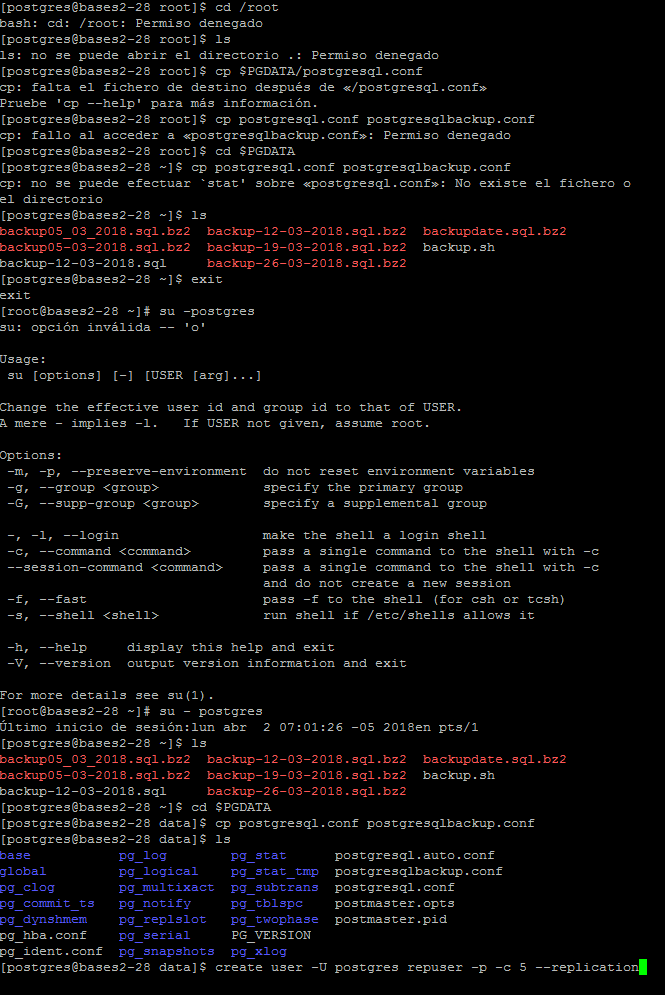 [postgres@bases2-28 root]$ cd /root
bash: cd: /root: Permiso denegado
[postgres@bases2-28 root]$ ls
ls: no se puede abrir el directorio .: Permiso denegado
[postgres@bases2-28 root]$ cp $PGDATA/postgresql.conf
cp: falta el fichero de destino después de «/postgresql.conf»
Pruebe 'cp --help' para más información.
[postgres@bases2-28 root]$ cp postgresql.conf postgresqlbackup.conf
cp: fallo al acceder a «postgresqlbackup.conf»: Permiso denegado
[postgres@bases2-28 root]$ cd $PGDATA
[postgres@bases2-28 ~]$ cp postgresql.conf postgresqlbackup.conf
cp: no se puede efectuar `stat' sobre «postgresql.conf»: No existe el fichero o
el directorio
[postgres@bases2-28 ~]$ ls
backup05_03_2018.sql.bz2  backup-12-03-2018.sql.bz2  backupdate.sql.bz2
backup05-03-2018.sql.bz2  backup-19-03-2018.sql.bz2  backup.sh
backup-12-03-2018.sql     backup-26-03-2018.sql.bz2
[postgres@bases2-28 ~]$ exit
exit
[root@bases2-28 ~]# su -postgres
su: opción inválida -- 'o'

Usage:
 su [options] [-] [USER [arg]...]

Change the effective user id and group id to that of USER.
A mere - implies -l.   If USER not given, assume root.

Options:
 -m, -p, --preserve-environment  do not reset environment variables
 -g, --group <group>             specify the primary group
 -G, --supp-group <group>        specify a supplemental group

 -, -l, --login                  make the shell a login shell
 -c, --command <command>         pass a single command to the shell with -c
 --session-command <command>     pass a single command to the shell with -c
                                 and do not create a new session
 -f, --fast                      pass -f to the shell (for csh or tcsh)
 -s, --shell <shell>             run shell if /etc/shells allows it

 -h, --help     display this help and exit
 -V, --version  output version information and exit

For more details see su(1).
[root@bases2-28 ~]# su - postgres
Último inicio de sesión:lun abr  2 07:01:26 -05 2018en pts/1
[postgres@bases2-28 ~]$ ls
backup05_03_2018.sql.bz2  backup-12-03-2018.sql.bz2  backupdate.sql.bz2
backup05-03-2018.sql.bz2  backup-19-03-2018.sql.bz2  backup.sh
backup-12-03-2018.sql     backup-26-03-2018.sql.bz2
[postgres@bases2-28 ~]$ cd $PGDATA
[postgres@bases2-28 data]$ cp postgresql.conf postgresqlbackup.conf
[postgres@bases2-28 data]$ ls
base           pg_log        pg_stat      postgresql.auto.conf
global         pg_logical    pg_stat_tmp  postgresqlbackup.conf
pg_clog        pg_multixact  pg_subtrans  postgresql.conf
pg_commit_ts   pg_notify     pg_tblspc    postmaster.opts
pg_dynshmem    pg_replslot   pg_twophase  postmaster.pid
pg_hba.conf    pg_serial     PG_VERSION
pg_ident.conf  pg_snapshots  pg_xlog
[postgres@bases2-28 data]$ create user -U postgres repuser -p -c 5 --replication